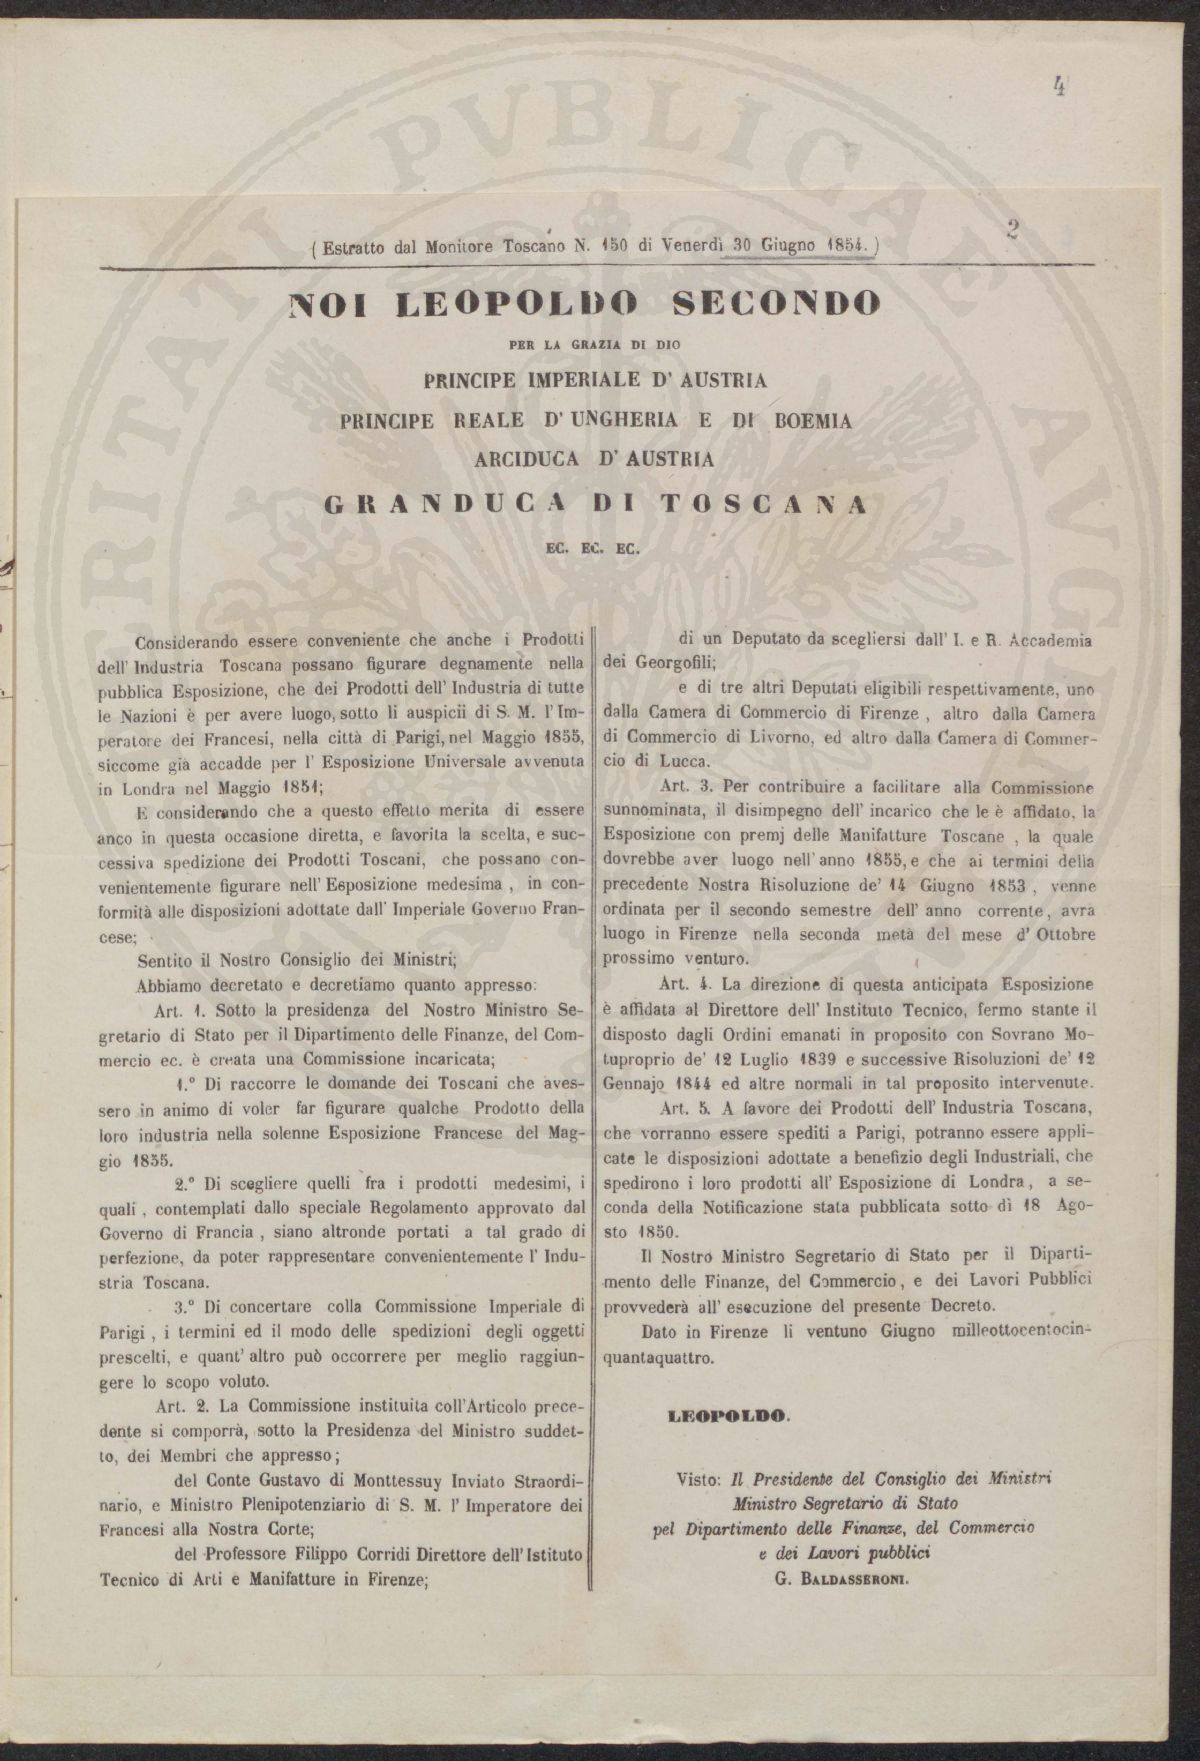 4
2
( Estratto dal Monitore Toscano N. 150 di Venerdì 30 Giugno 1854. )
NOI LEOPOLDO SECONDO
PER LA GRAZIA DI DIO
PRINCIPE IMPERIALE D' AUSTRIA
PRINCIPE REALE D' UNGHERIA E DI BOEMIA
ARCIDUCA D' AUSTRIA
GRANDUCA DI TOSCANA
EC. EC. EC.
Considerando essere conveniente che anche i Prodotti
dell' Industria Toscana possano figurare degnamente nella
pubblica Esposizione, che dei Prodotti dell' Industria di tutte
le Nazioni è per avere luogo, sotto li auspicii di S. M. l' Im-
peratore dei Francesi, nella città di Parigi, nel Maggio 1855,
siccome già accadde per l' Esposizione Universale avvenuta
in Londra nel Maggio 1851;
E considerando che a questo effetto merita di essere
anco in questa occasione diretta, e favorita la scelta, e suc-
cessiva spedizione dei Prodotti Toscani, che possano con-
venientemente figurare nell' Esposizione medesima , in con-
formità alle disposizioni adottate dall' Imperiale Governo Fran-
cese;
Sentito il Nostro Consiglio dei Ministri;
Abbiamo decretato e decretiamo quanto appresso:
Art. 1. Sotto la presidenza del Nostro Ministro Se-
gretario di Stato per il Dipartimento delle Finanze, del Com-
mercio ec. è creata una Commissione incaricata;
1.º Di raccorre le domande dei Toscani che aves-
sero in animo di voler far figurare qualche Prodotto della
loro industria nella solenne Esposizione Francese del Mag-
gio 1855.
2.º Di scegliere quelli fra i prodotti medesimi, i
quali , contemplati dallo speciale Regolamento approvato dal
Governo di Francia , siano altronde portati a tal grado di
perfezione, da poter rappresentare convenientemente l' Indu-
stria Toscana.
3.º Di concertare colla Commissione Imperiale di
Parigi , i termini ed il modo delle spedizioni degli oggetti
prescelti, e quant' altro può occorrere per meglio raggiun-
gere lo scopo voluto.
Art. 2. La Commissione instituita coll'Articolo prece-
dente si comporrà, sotto la Presidenza del Ministro suddet-
to, dei Membri che appresso;
del Conte Gustavo di Monttessuy Inviato Straordi-
nario, e Ministro Plenipotenziario di S. M. l' Imperatore dei
Francesi alla Nostra Corte;
del Professore Filippo Corridi Direttore dell'Istituto
Tecnico di Arti e Manifatture in Firenze;
di un Deputato da scegliersi dall' I. e R. Accademia
dei Georgofili;
e di tre altri Deputati eligibili respettivamente, uno
dalla Camera di Commercio di Firenze , altro dalla Camera
di Commercio di Livorno, ed altro dalla Camera di Commer-
cio di Lucca.
Art. 3. Per contribuire a facilitare alla Commissione
sunnominata, il disimpegno dell' incarico che le è affidato, la
Esposizione con premj delle Manifatture Toscane , la quale
dovrebbe aver luogo nell' anno 1855, e che ai termini della
precedente Nostra Risoluzione de' 14 Giugno 1853 , venne
ordinata per il secondo semestre dell' anno corrente, avrà
luogo in Firenze nella seconda metà del mese d' Ottobre
prossimo venturo.
Art. 4. La direzione di questa anticipata Esposizione
è affidata al Direttore dell' Instituto Tecnico, fermo stante il
disposto dagli Ordini emanati in proposito con Sovrano Mo-
tuproprio de' 12 Luglio 1839 e successive Risoluzioni de' 12
Gennajo 1844 ed altre normali in tal proposito intervenute.
Art. 5. A favore dei Prodotti dell' Industria Toscana,
che vorranno essere spediti a Parigi, potranno essere appli-
cate le disposizioni adottate a benefizio degli Industriali, che
spedirono i loro prodotti all' Esposizione di Londra, a se-
conda della Notificazione stata pubblicata sotto dì 18 Ago-
sto 1850.
Il Nostro Ministro Segretario di Stato per il Diparti-
mento delle Finanze, del Commercio, e dei Lavori Pubblici
provvederà all' esecuzione del presente Decreto.
Dato in Firenze li ventuno Giugno milleottocentocin-
quantaquattro.
LEOPOLDO.
Visto: Il Presidente del Consiglio dei Ministri
Ministro Segretario di Stato
pel Dipartimento delle Finanze, del Commercio
e dei Lavori pubblici
G. BALDASSERONI.